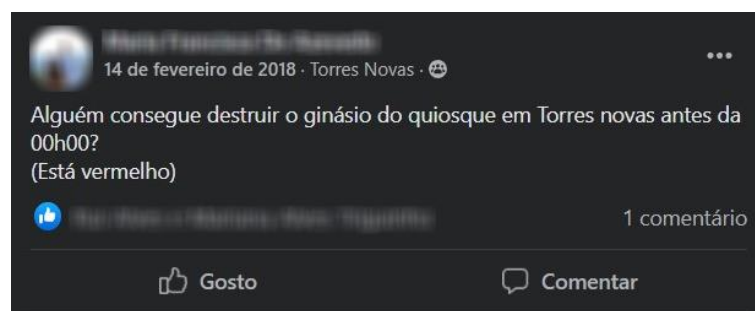 14 de fevereiro de 2018 · Torres Novas ·
Alguém consegue destruir o ginásio do quiosque em Torres novas antes da
00h00?
(Está vermelho)
1 comentário
Gosto
Comentar